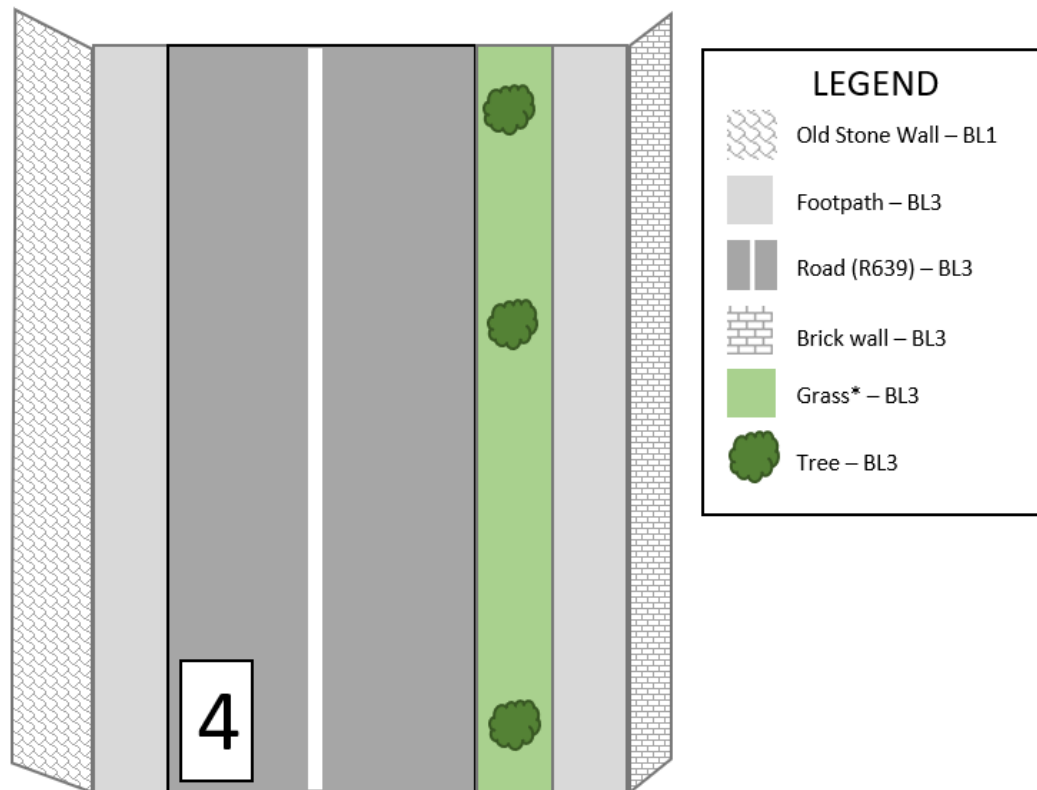 LEGEND
Old Stone Wall – BL1
Footpath – BL3
Road (R639) – BL3
Brick wall – BL3
Grass* – BL3
Tree – BL3
4